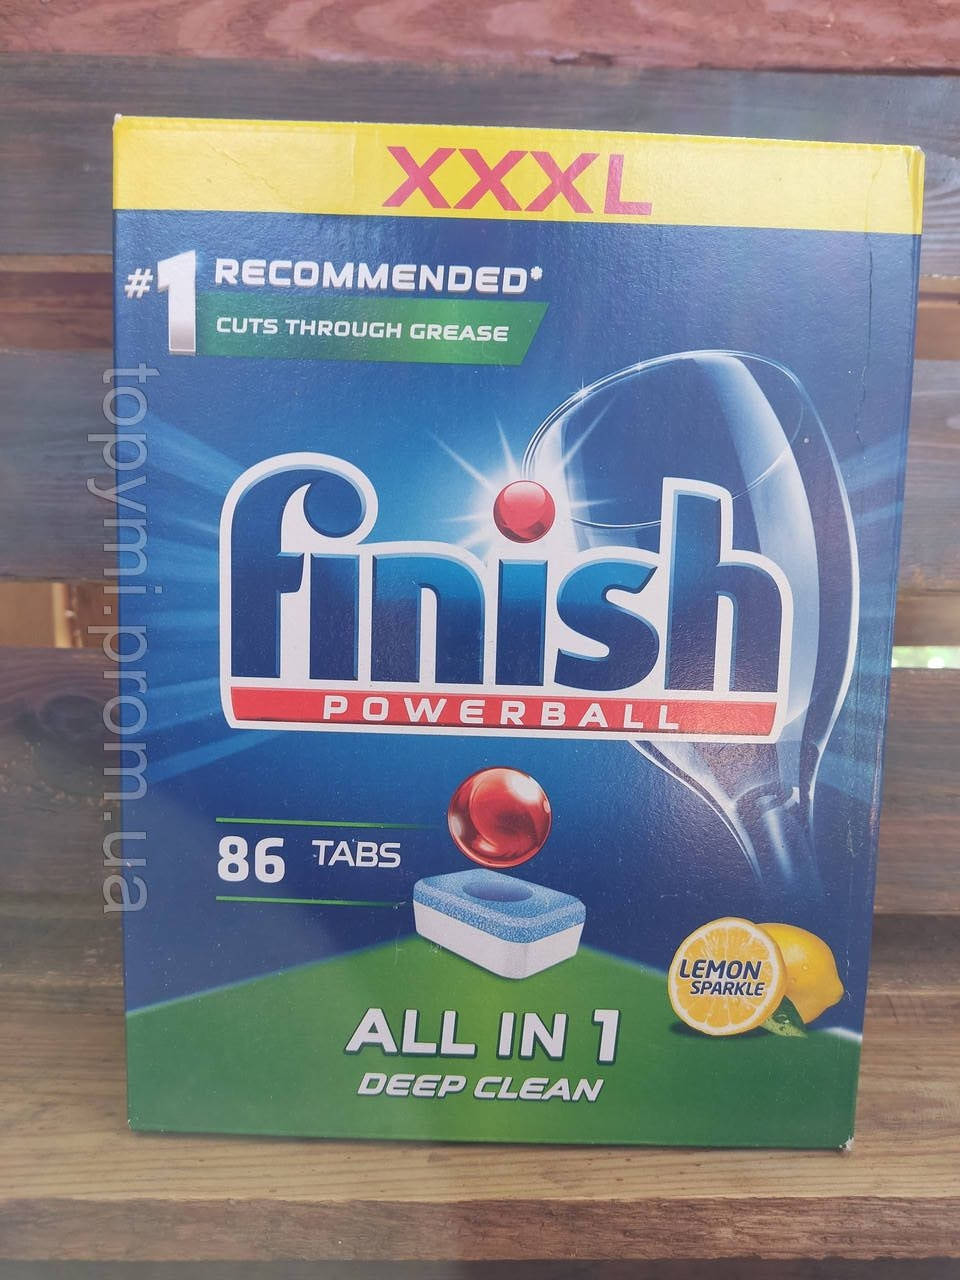 XXXL
#1 RECOMMENDED*
CUTS THROUGH GREASE
finish
POWERBALL
86 TABS
LEMON
SPARKLE
ALL IN 1
DEEP CLEAN
topymi.prom.ua